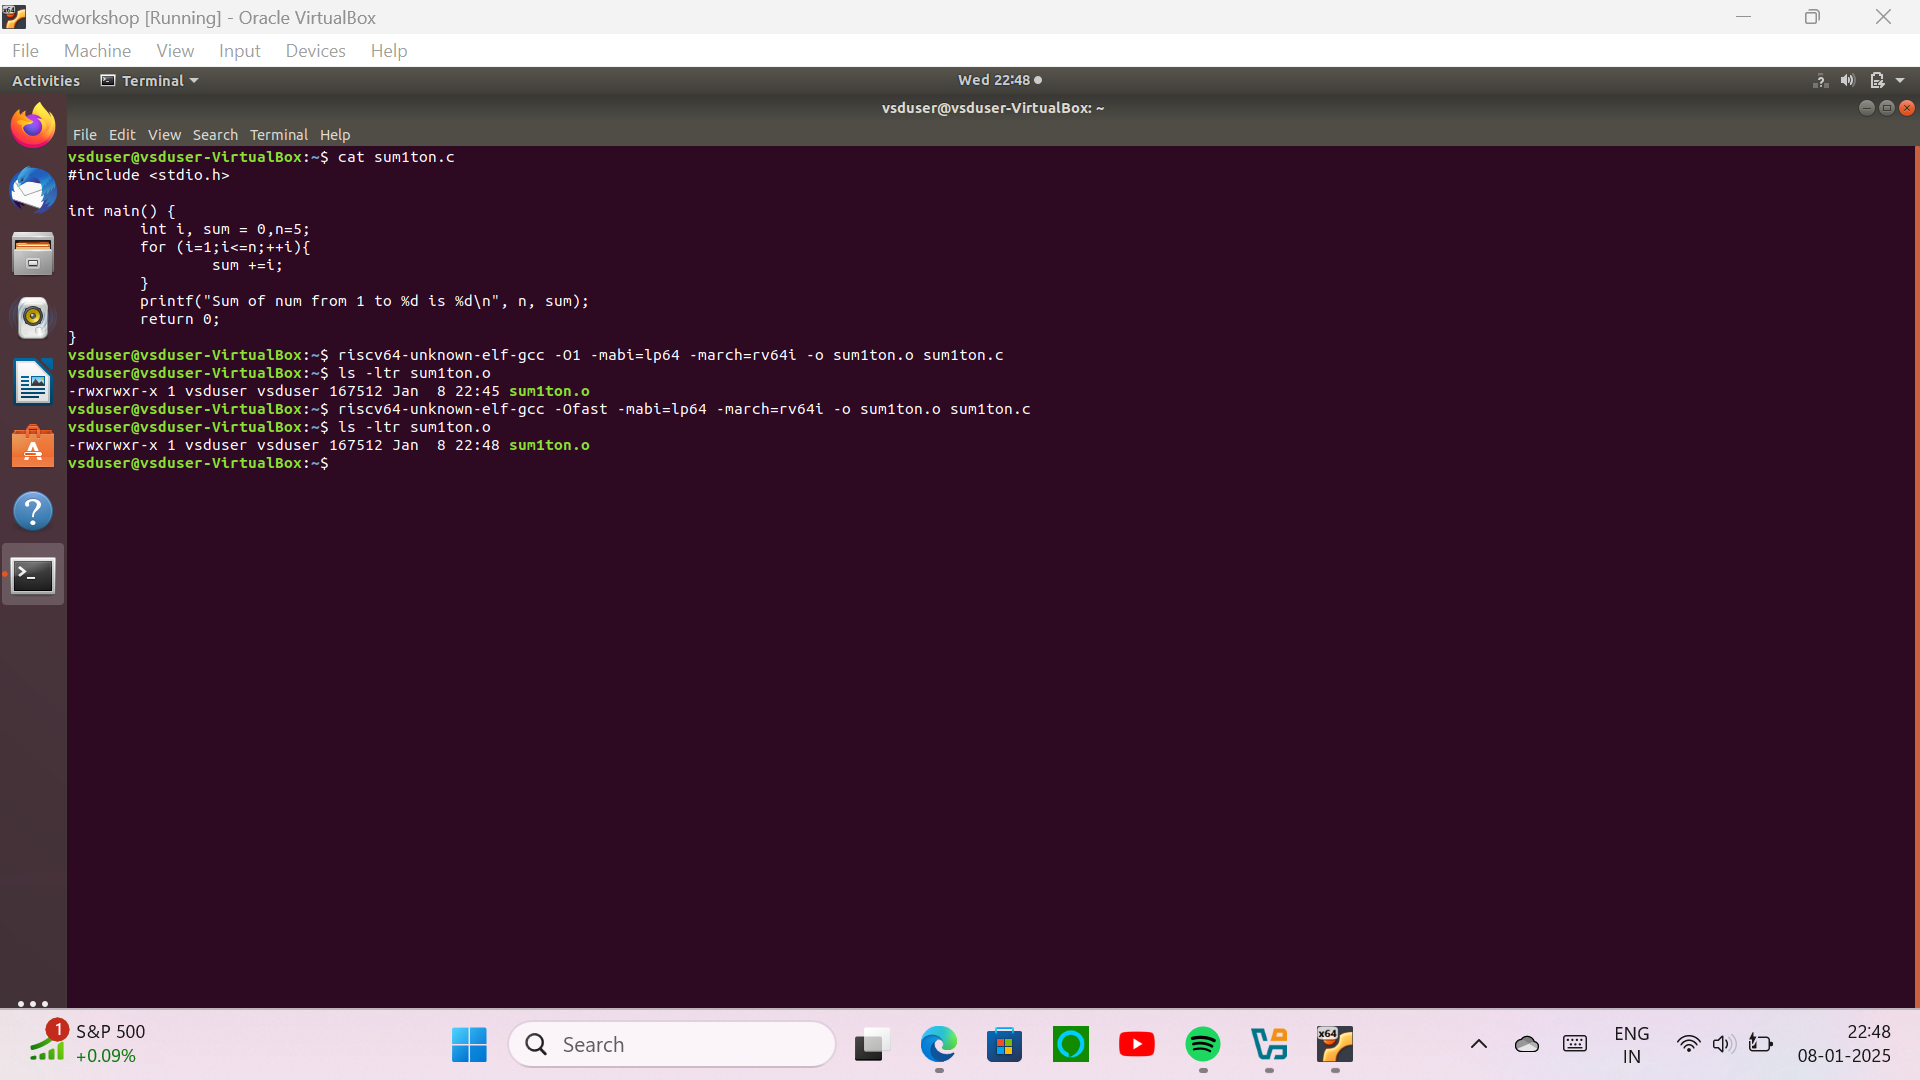 vsdworkshop [Running] - Oracle VirtualBox
File Machine View Input Devices Help
Activities Terminal Wed 22:48
vsduser@vsduser-VirtualBox: ~
File Edit View Search Terminal Help
vsduser@vsduser-VirtualBox:~$ cat sum1ton.c
#include <stdio.h>
int main() {
        int i, sum = 0,n=5;
        for (i=1;i<=n;++i){
                sum +=i;
        }
        printf("Sum of num from 1 to %d is %d\n", n, sum);
        return 0;
}
vsduser@vsduser-VirtualBox:~$ riscv64-unknown-elf-gcc -O1 -mabi=lp64 -march=rv64i -o sum1ton.o sum1ton.c
vsduser@vsduser-VirtualBox:~$ ls -ltr sum1ton.o
-rwxrwxr-x 1 vsduser vsduser 167512 Jan  8 22:45 sum1ton.o
vsduser@vsduser-VirtualBox:~$ riscv64-unknown-elf-gcc -Ofast -mabi=lp64 -march=rv64i -o sum1ton.o sum1ton.c
vsduser@vsduser-VirtualBox:~$ ls -ltr sum1ton.o
-rwxrwxr-x 1 vsduser vsduser 167512 Jan  8 22:48 sum1ton.o
vsduser@vsduser-VirtualBox:~$
1 S&P 500
+0.09%
Search
x64
ENG
IN
22:48
08-01-2025